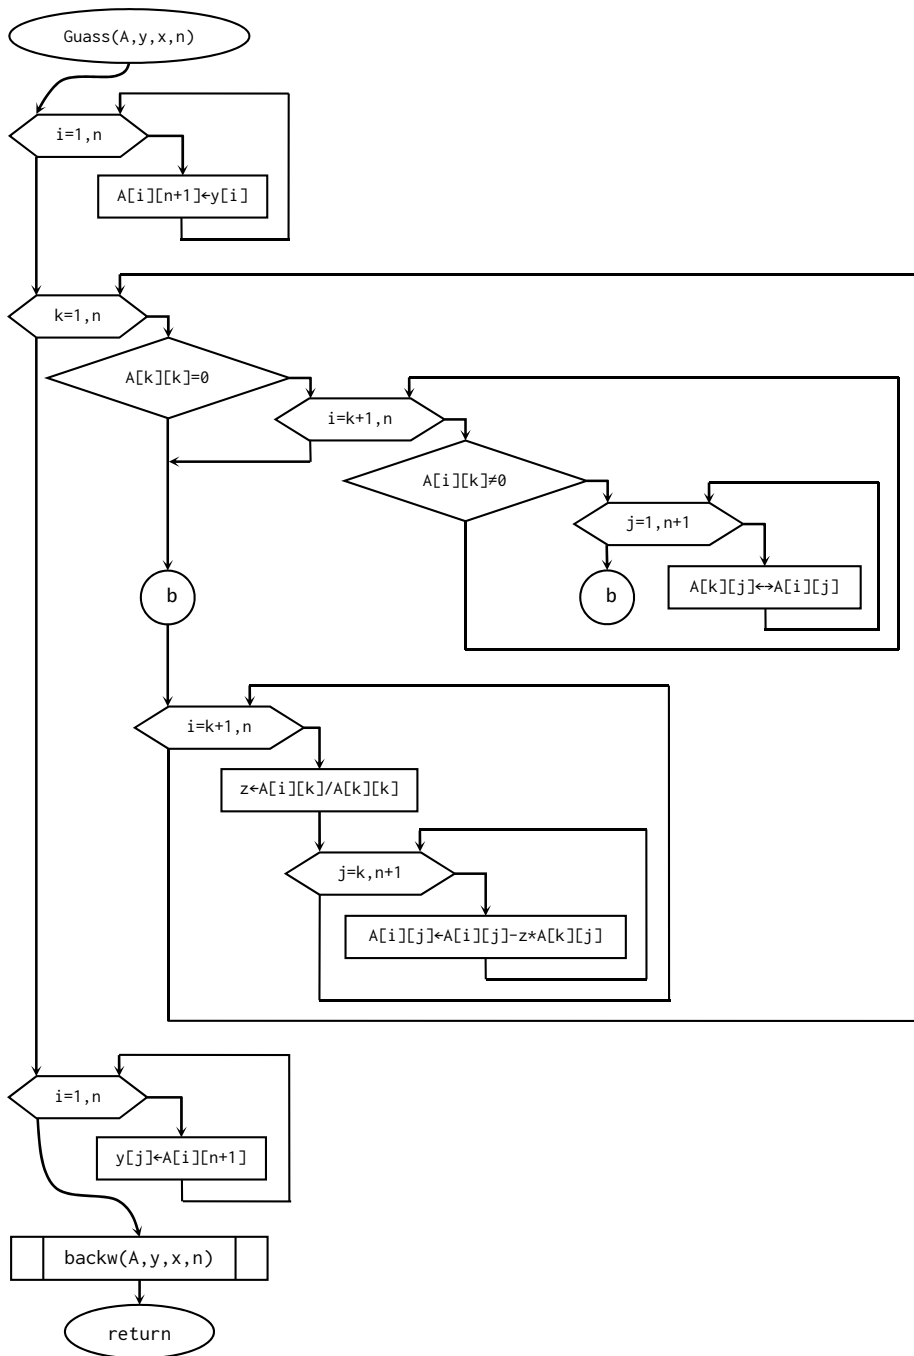 Guass(A,y,x,n)
i=1,n
A[i][n+1]←y[i]
k=1,n
A[k][k]=0
i=k+1,n
A[i][k]≠0
j=1,n+1
A[k][j]↔A[i][j]
b
b
i=k+1,n
z←A[i][k]/A[k][k]
j=k,n+1
A[i][j]←A[i][j]-z*A[k][j]
i=1,n
y[j]←A[i][n+1]
backw(A,y,x,n)
return